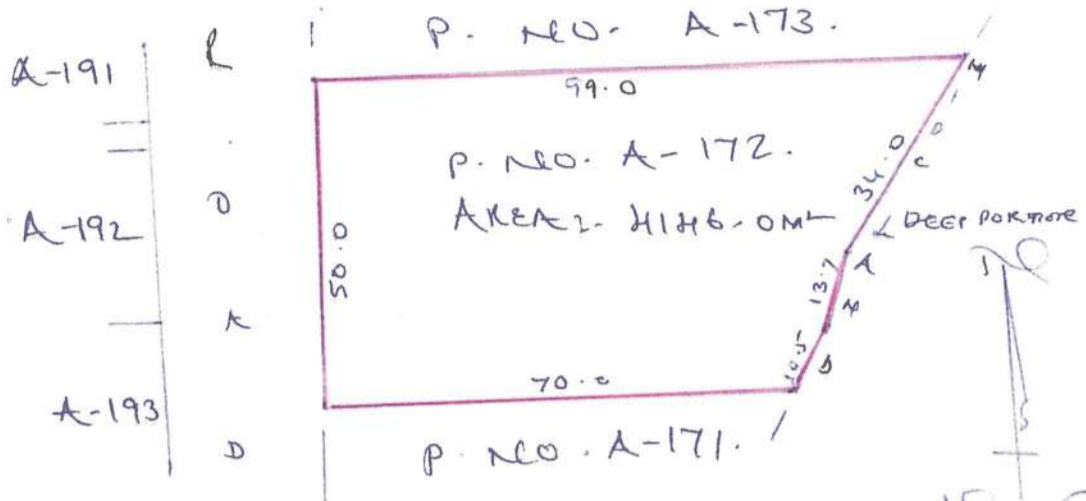 P. NO. A-173.
A-191
R
99.0
P. NO. A-172.
34.0
A-192
O
AREA:- 4146.0M²
DEEP PORTION
50.0
13.7
A
10.5
70.0
A-193
D
P. NO. A-171.